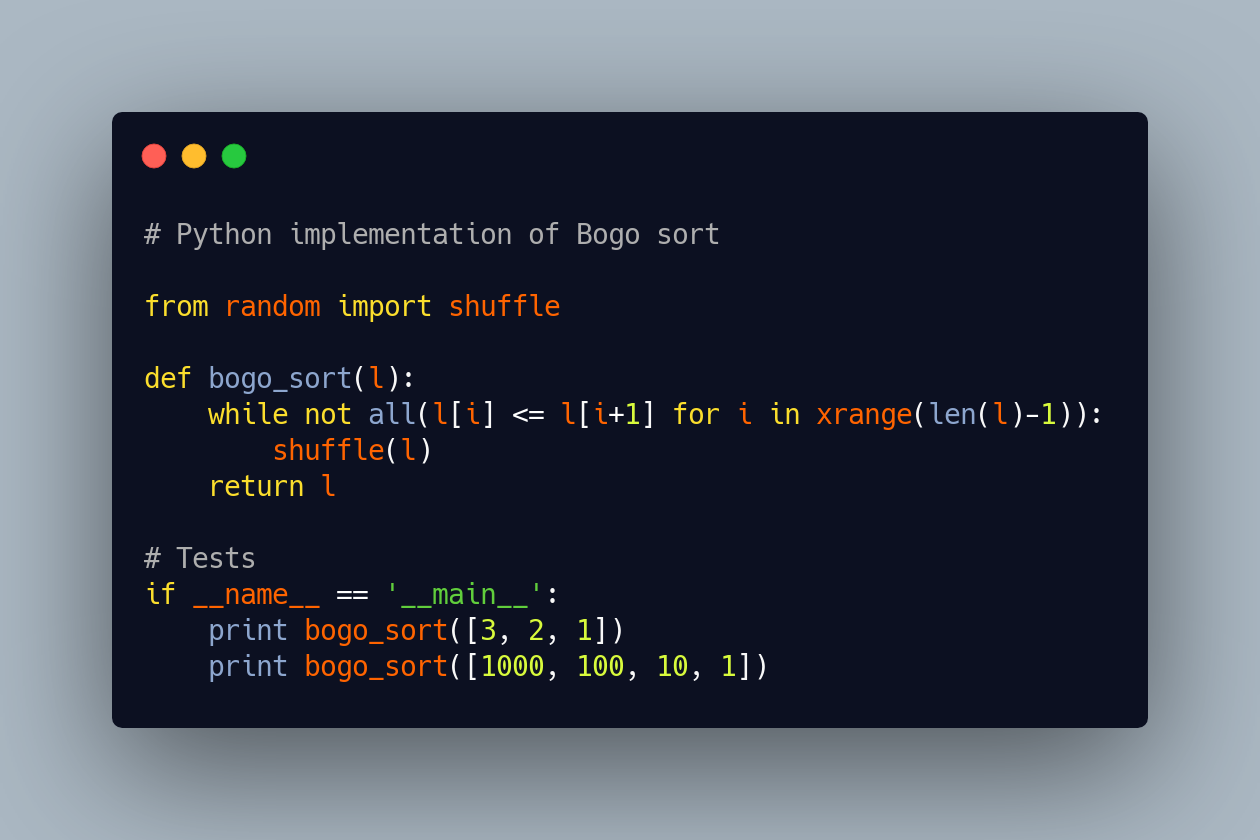 # Python implementation of Bogo sort
from random import shuffle
def bogo_sort(l):
    while not all(l[i] <= l[i+1] for i in xrange(len(l)-1)):
        shuffle(l)
    return l
# Tests
if __name__ == '__main__':
    print bogo_sort([3, 2, 1])
    print bogo_sort([1000, 100, 10, 1])